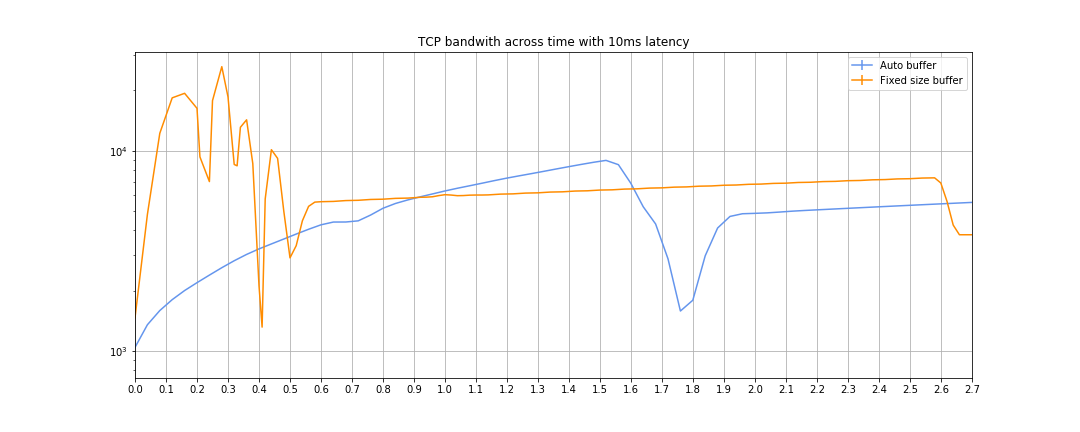 TCP bandwith across time with 10ms latency
Auto buffer
Fixed size buffer
10⁴
10³
0.0 0.1 0.2 0.3 0.4 0.5 0.6 0.7 0.8 0.9 1.0 1.1 1.2 1.3 1.4 1.5 1.6 1.7 1.8 1.9 2.0 2.1 2.2 2.3 2.4 2.5 2.6 2.7